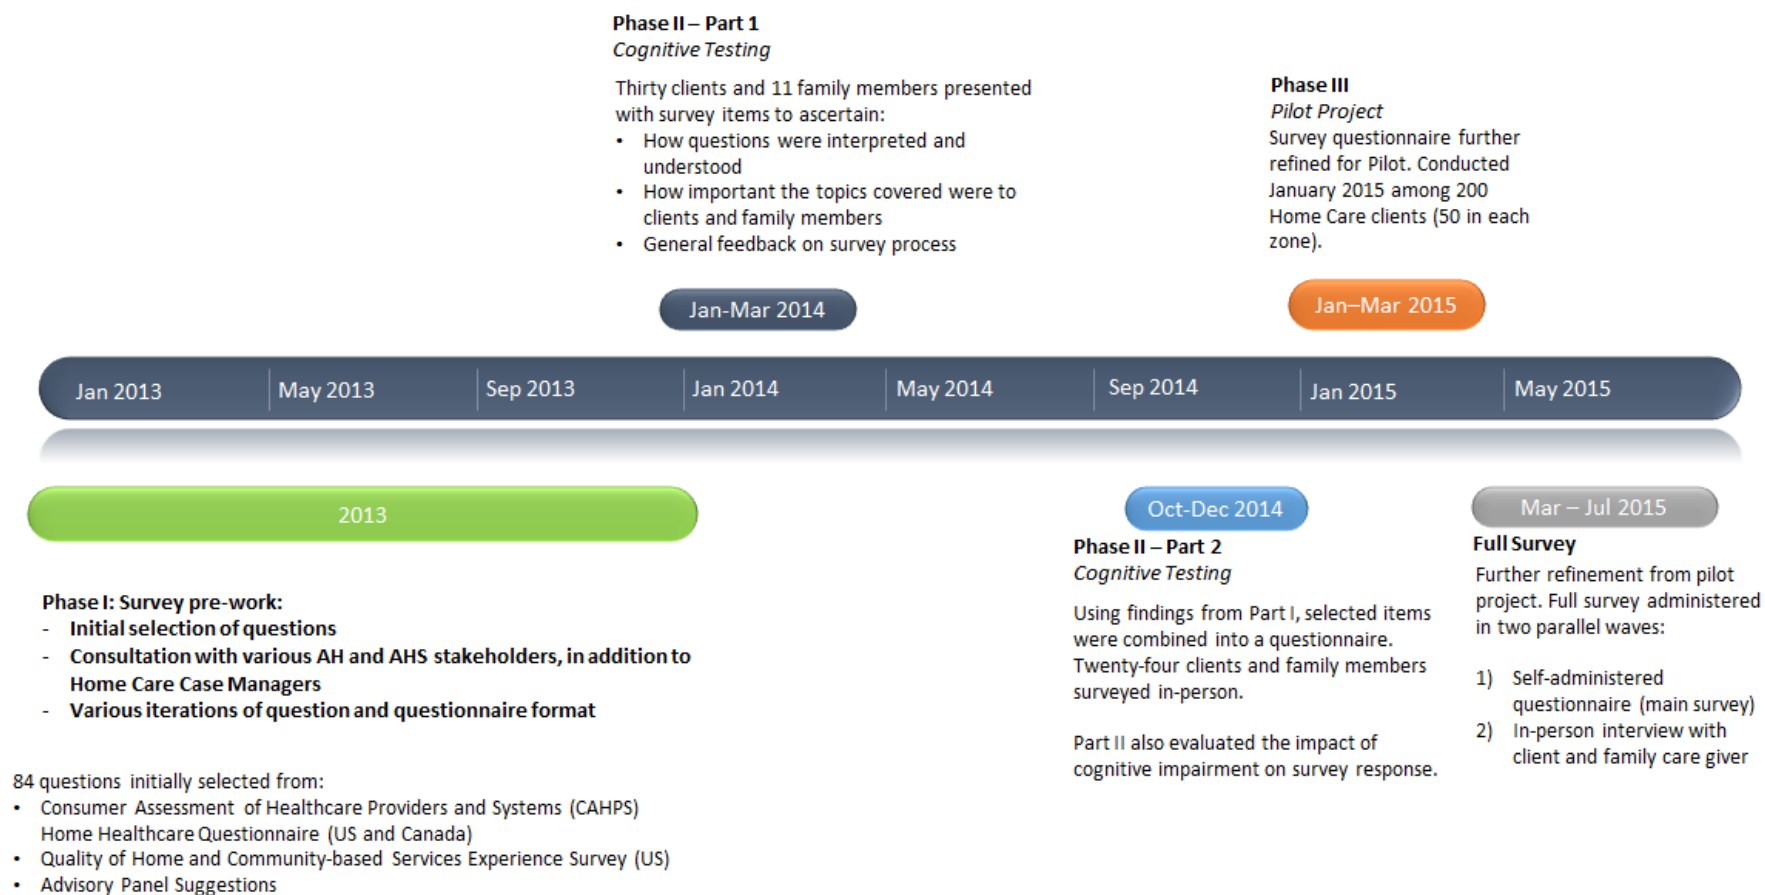 Phase II – Part 1
Cognitive Testing
Thirty clients and 11 family members presented
with survey items to ascertain:
• How questions were interpreted and
understood
• How important the topics covered were to
clients and family members
• General feedback on survey process
Phase III
Pilot Project
Survey questionnaire further
refined for Pilot. Conducted
January 2015 among 200
Home Care clients (50 in each
zone).
Jan-Mar 2014
Jan–Mar 2015
Jan 2013
May 2013
Sep 2013
Jan 2014
May 2014
Sep 2014
Jan 2015
May 2015
2013
Phase I: Survey pre-work:
- Initial selection of questions
- Consultation with various AH and AHS stakeholders, in addition to
Home Care Case Managers
- Various iterations of question and questionnaire format
84 questions initially selected from:
• Consumer Assessment of Healthcare Providers and Systems (CAHPS)
Home Healthcare Questionnaire (US and Canada)
• Quality of Home and Community-based Services Experience Survey (US)
• Advisory Panel Suggestions
Oct-Dec 2014
Phase II – Part 2
Cognitive Testing
Using findings from Part I, selected items
were combined into a questionnaire.
Twenty-four clients and family members
surveyed in-person.
Part II also evaluated the impact of
cognitive impairment on survey response.
Mar – Jul 2015
Full Survey
Further refinement from pilot
project. Full survey administered
in two parallel waves:
1) Self-administered
questionnaire (main survey)
2) In-person interview with
client and family care giver